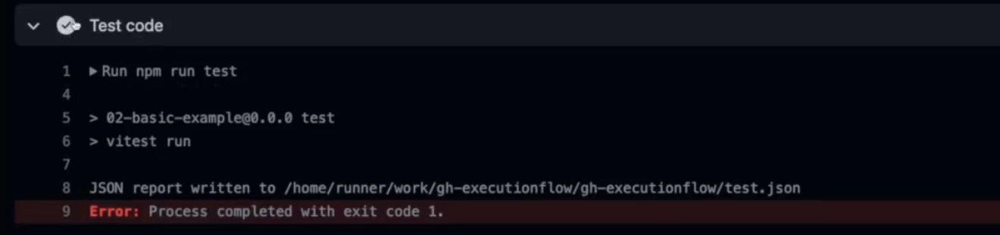 Test code
1 Run npm run test
4
5 > 02-basic-example@0.0.0 test
6 > vitest run
7
8 JSON report written to /home/runner/work/gh-executionflow/gh-executionflow/test.json
9 Error: Process completed with exit code 1.